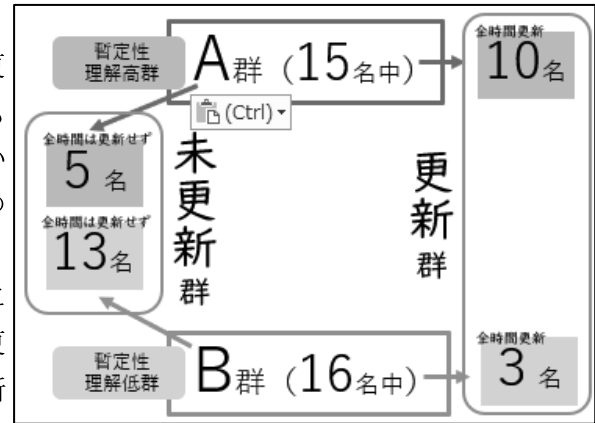 暫定性
理解高群
A群（15名中）
全時間更新
10名
(Ctrl)
全時間は更新せず
5名
全時間は更新せず
13名
未更新群
更新群
暫定性
理解低群
B群（16名中）
全時間更新
3名